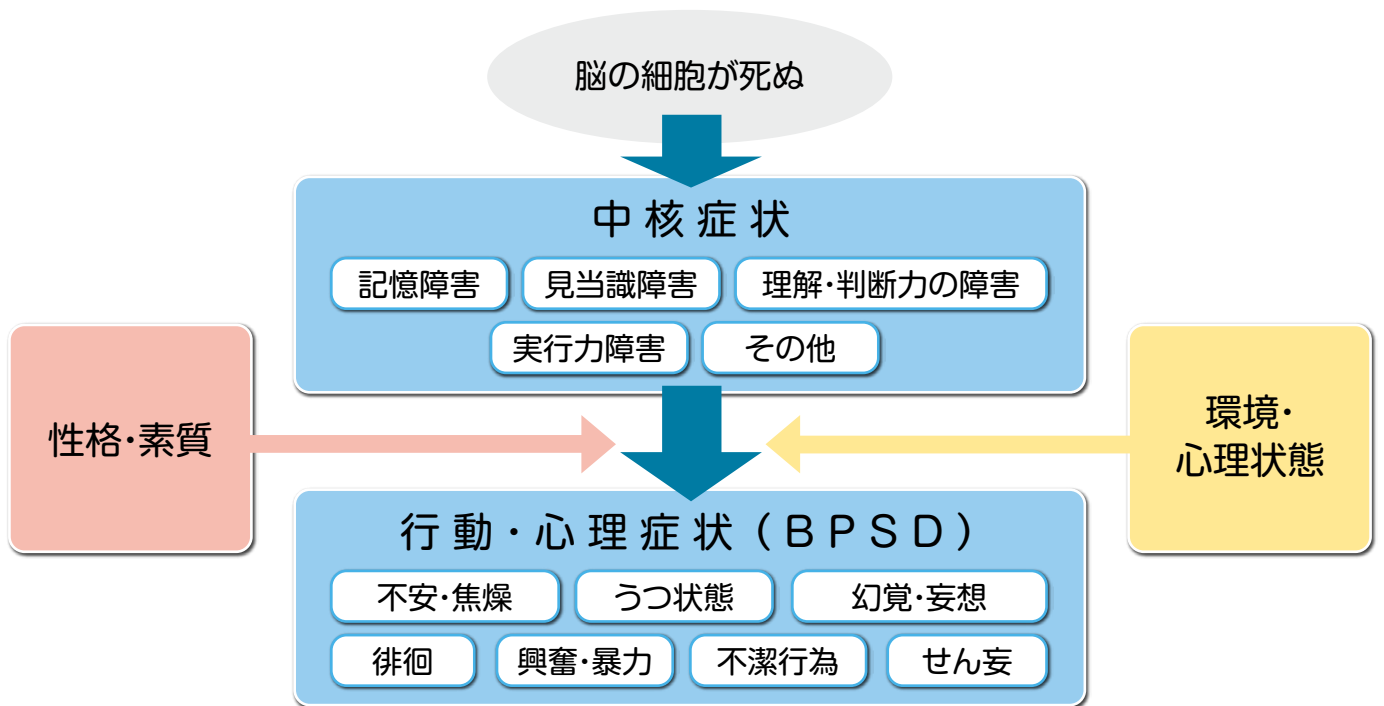 脳の細胞が死ぬ
中核症状
記憶障害
見当識障害
理解・判断力の障害
実行力障害
その他
性格・素質
環境・
心理状態
行動・心理症状(BPSD)
不安・焦燥
うつ状態
幻覚・妄想
徘徊
興奮・暴力
不潔行為
せん妄